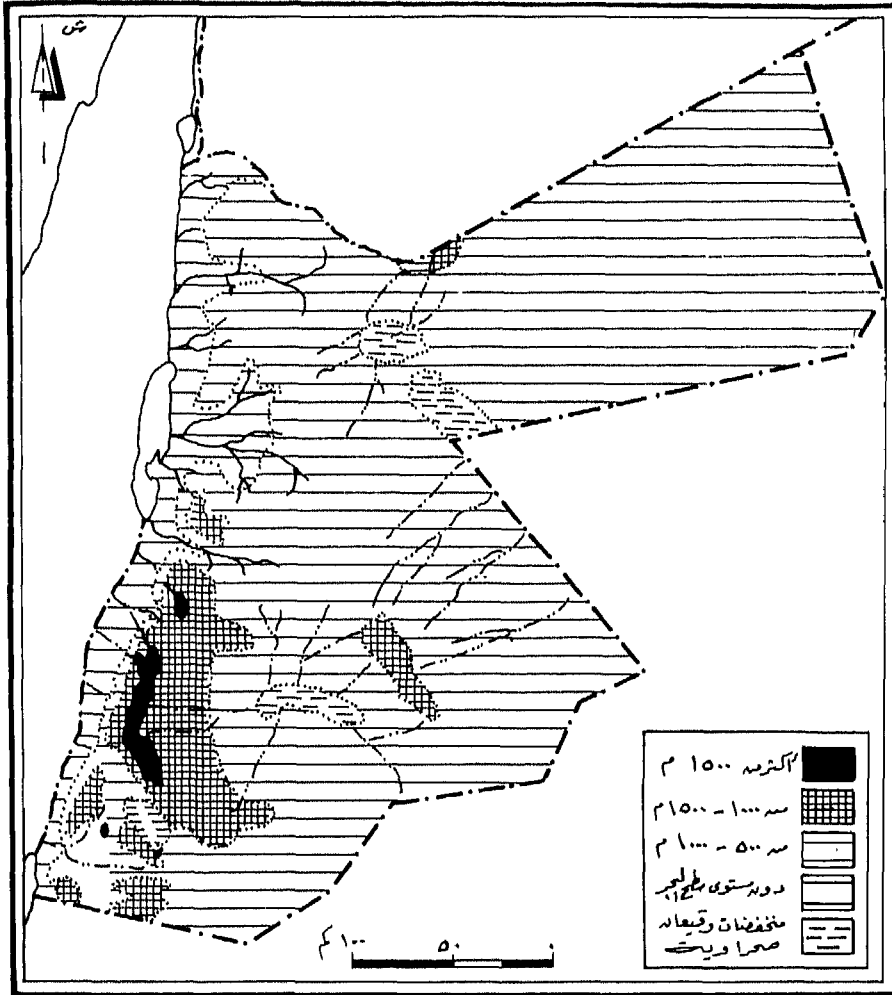 ش
أكثر من ١٥٠٠ م
من ١٠٠٠ - ١٥٠٠ م
من ٥٠٠ - ١٠٠٠ م
دون مستوى سطح البحر
منخفضات وقيعان
صحراوية
١٠٠ كم ٥٠ ٠